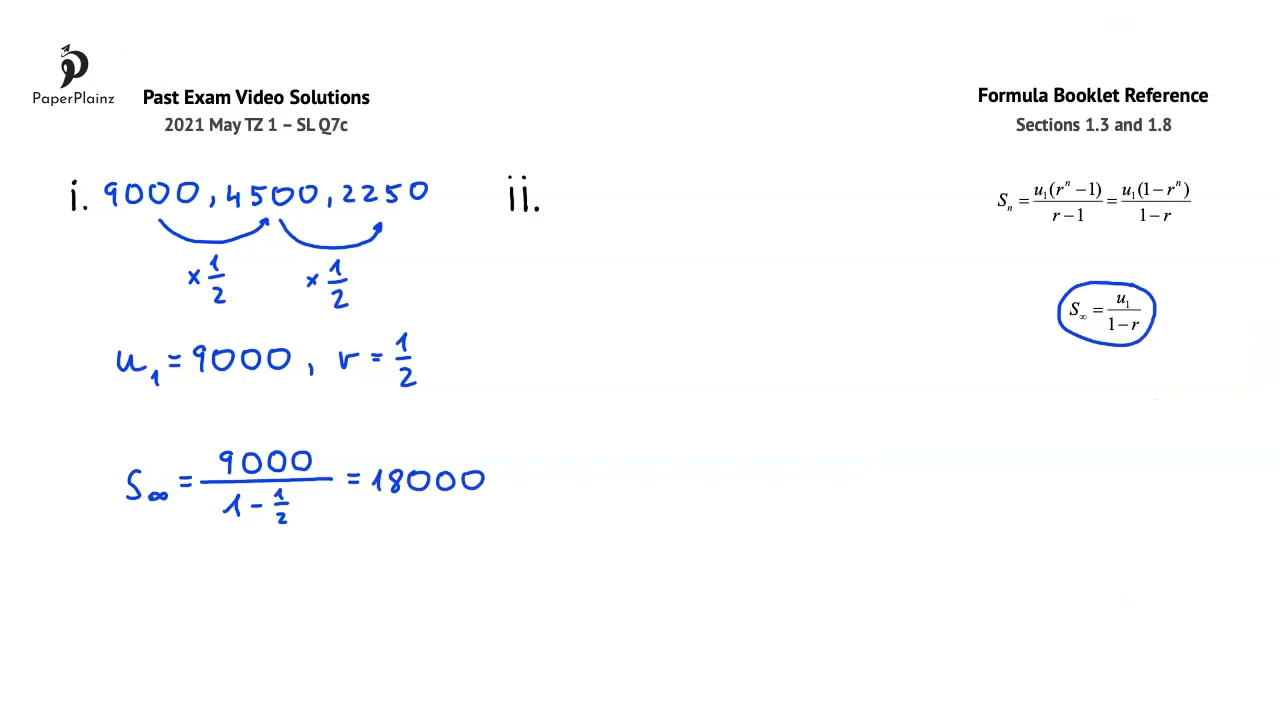 PaperPlainz
Past Exam Video Solutions
2021 May TZ 1 – SL Q7c
Formula Booklet Reference
Sections 1.3 and 1.8
i. 9000, 4500, 2250
× 1/2 × 1/2
u₁ = 9000, r = 1/2
S∞ = 9000/(1 - 1/2) = 18000
ii.
Sₙ = u₁(rⁿ − 1)/(r − 1) = u₁(1 − rⁿ)/(1 − r)
S∞ = u₁/(1 − r)